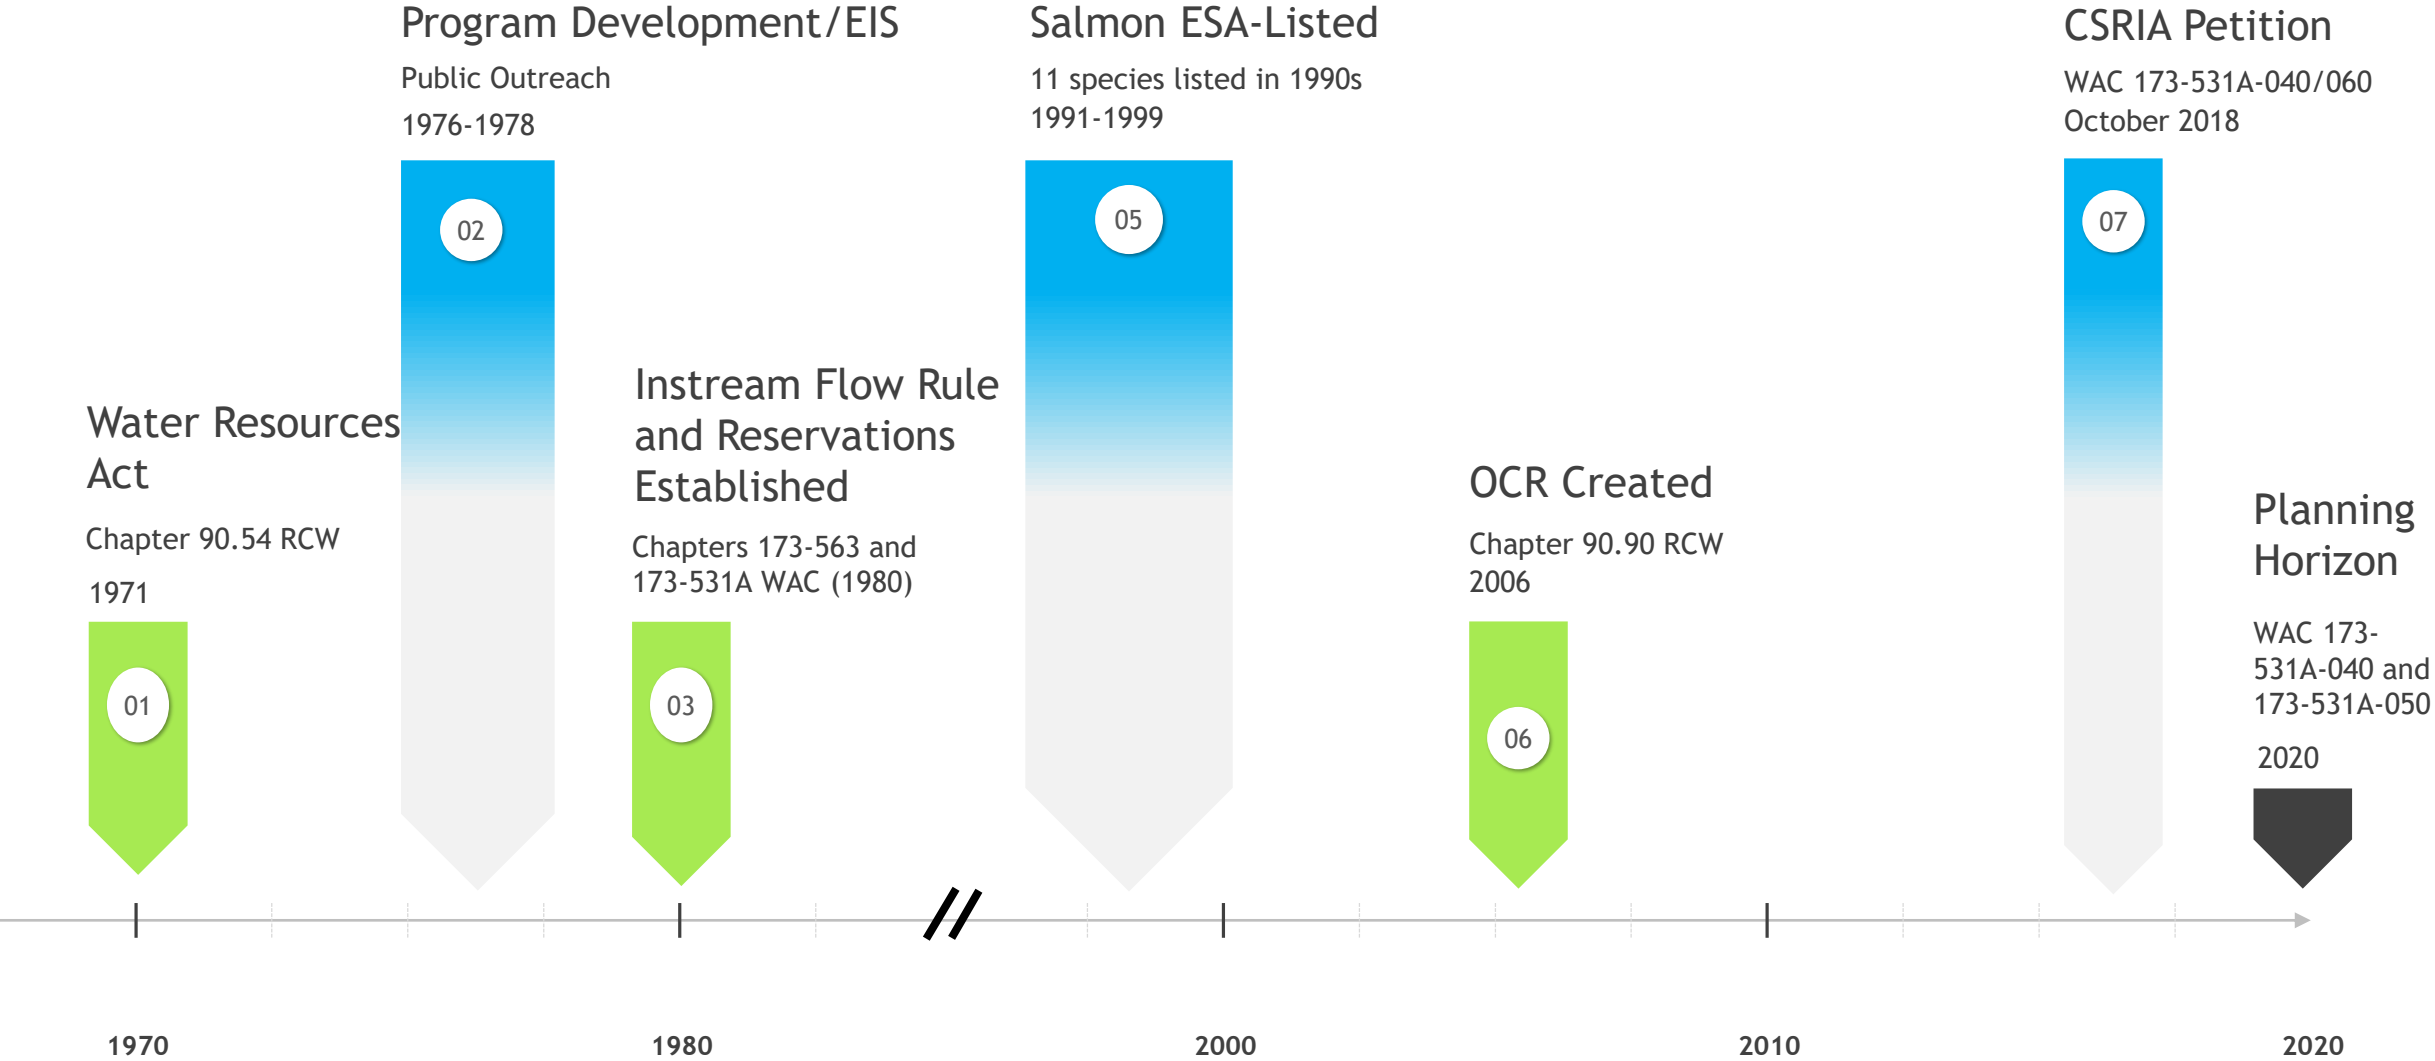 Program Development/EIS
Public Outreach
1976-1978
Salmon ESA-Listed
11 species listed in 1990s
1991-1999
CSRIA Petition
WAC 173-531A-040/060
October 2018
02
05
07
Water Resources
Act
Chapter 90.54 RCW
1971
Instream Flow Rule
and Reservations
Established
Chapters 173-563 and
173-531A WAC (1980)
OCR Created
Chapter 90.90 RCW
2006
Planning
Horizon
WAC 173-
531A-040 and
173-531A-050
2020
01
03
06
1970
1980
2000
2010
2020